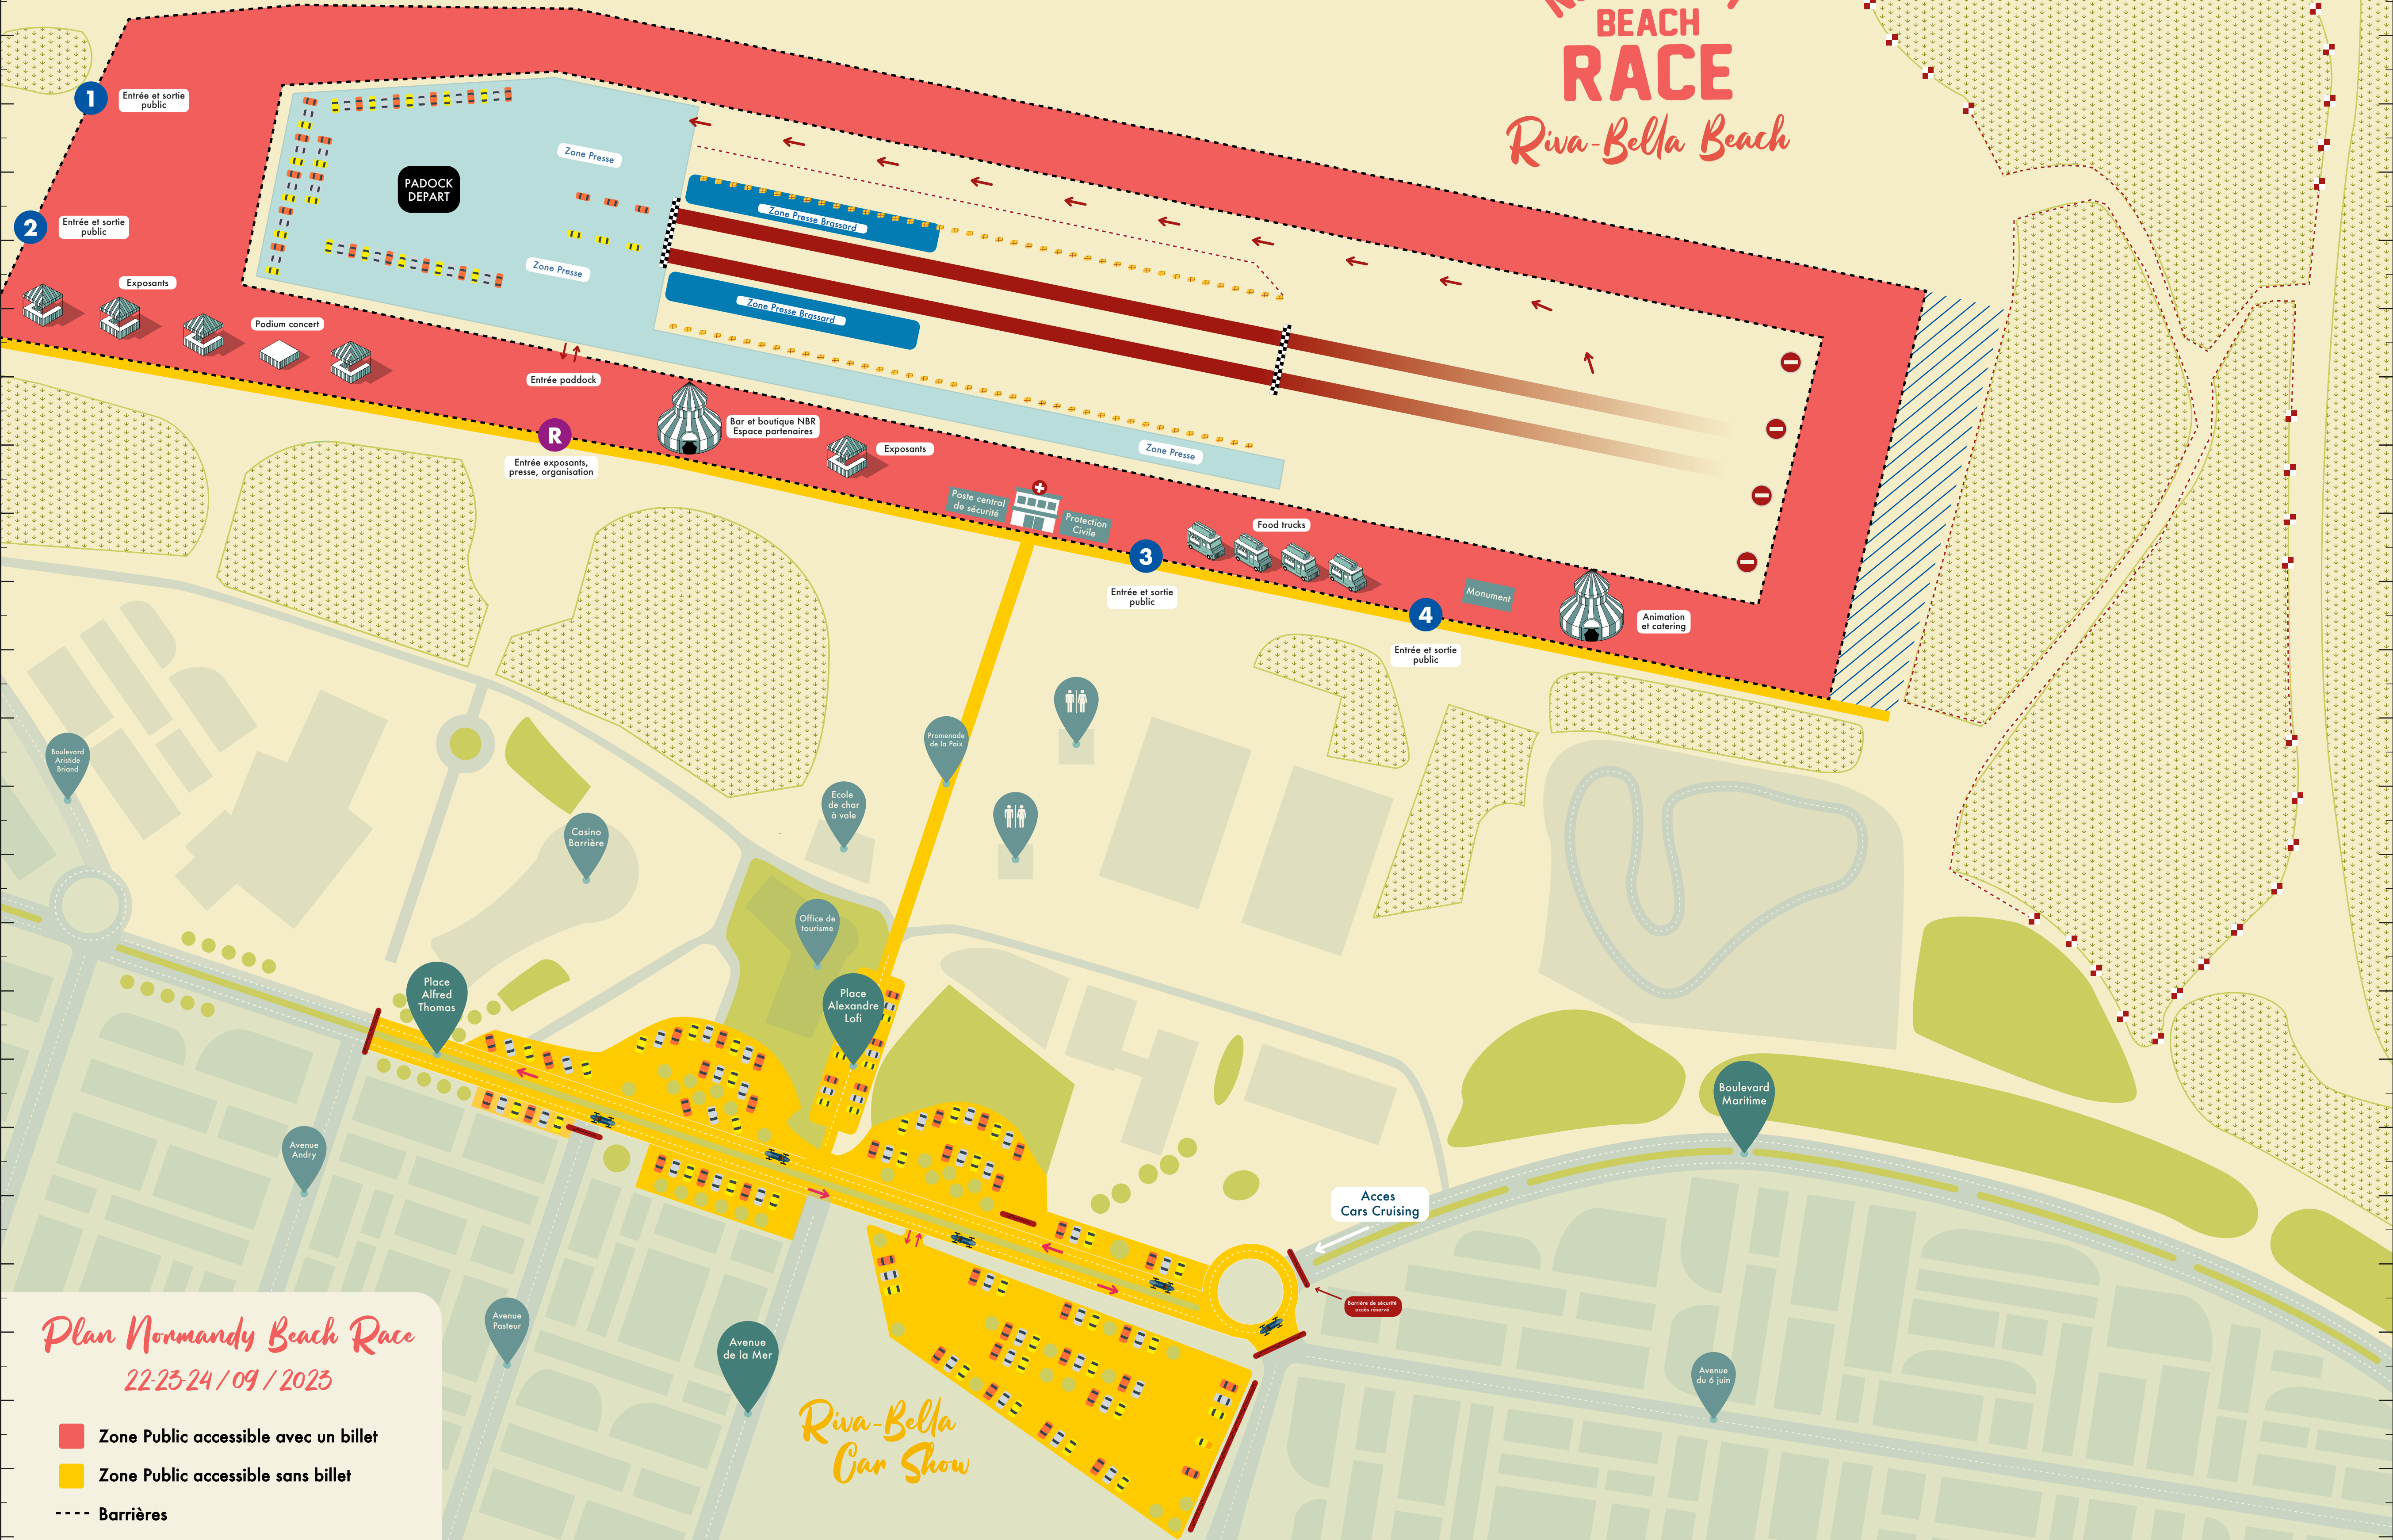 BEACH
RACE
Riva-Bella Beach
1
Entrée et sortie
public
2
Entrée et sortie
public
PADOCK
DEPART
Zone Presse
Zone Presse
Zone Presse Brassard
Zone Presse Brassard
Exposants
Podium concert
Entrée paddock
R
Entrée exposants,
presse, organisation
Bar et boutique NBR
Espace partenaires
Exposants
Zone Presse
Poste central
de sécurité
Protection
Civile
3
Entrée et sortie
public
Food trucks
4
Entrée et sortie
public
Monument
Animation
et catering
Boulevard
Aristide
Briand
Casino
Barrière
Ecole
de char
à vole
Promenade
de la Paix
Office de
tourisme
Place
Alfred
Thomas
Place
Alexandre
Lofi
Avenue
Andry
Avenue
Pasteur
Avenue
de la Mer
Boulevard
Maritime
Acces
Cars Cruising
Barrière de sécurité
accès réservé
Avenue
du 6 juin
Riva-Bella
Car Show
Plan Normandy Beach Race
22-23-24/09/2023
Zone Public accessible avec un billet
Zone Public accessible sans billet
Barrières